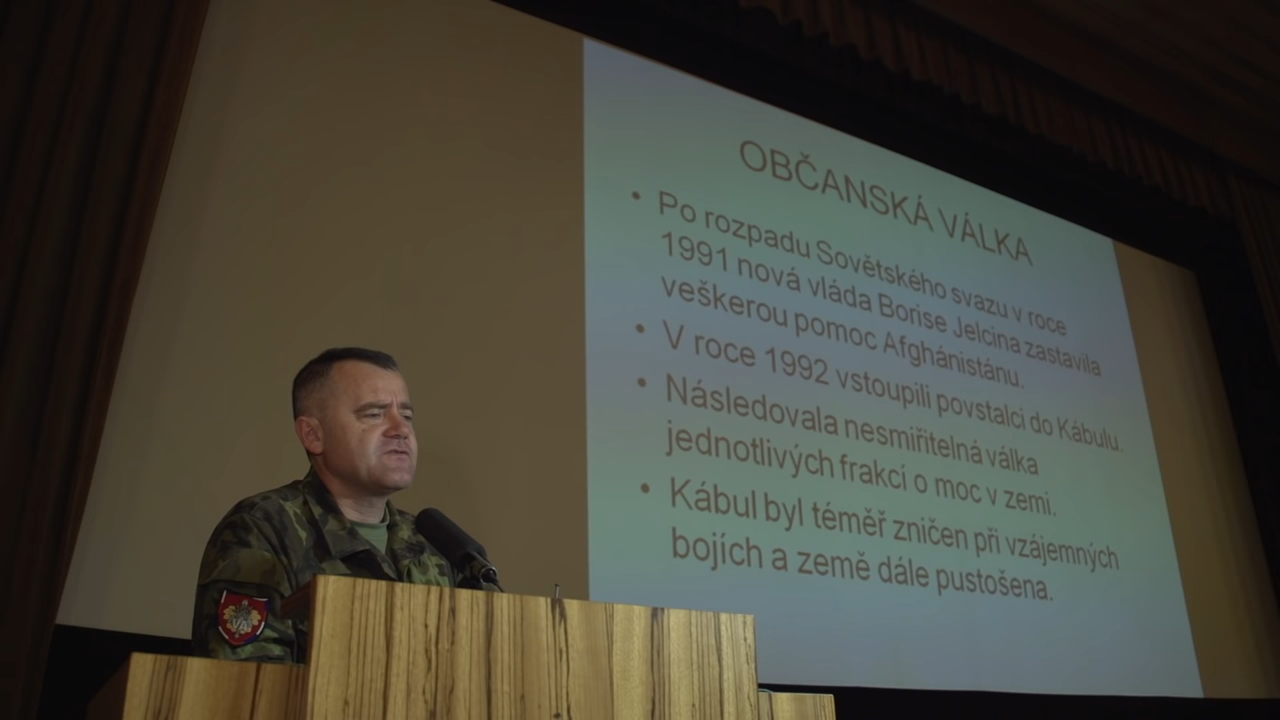 OBČANSKÁ VÁLKA
• Po rozpadu Sovětského svazu v roce
1991 nová vláda Borise Jelcina zastavila
veškerou pomoc Afghánistánu.
• V roce 1992 vstoupili povstalci do Kábulu.
• Následovala nesmiřitelná válka
jednotlivých frakcí o moc v zemi.
• Kábul byl téměř zničen při vzájemných
bojích a země dále pustošena.
VA